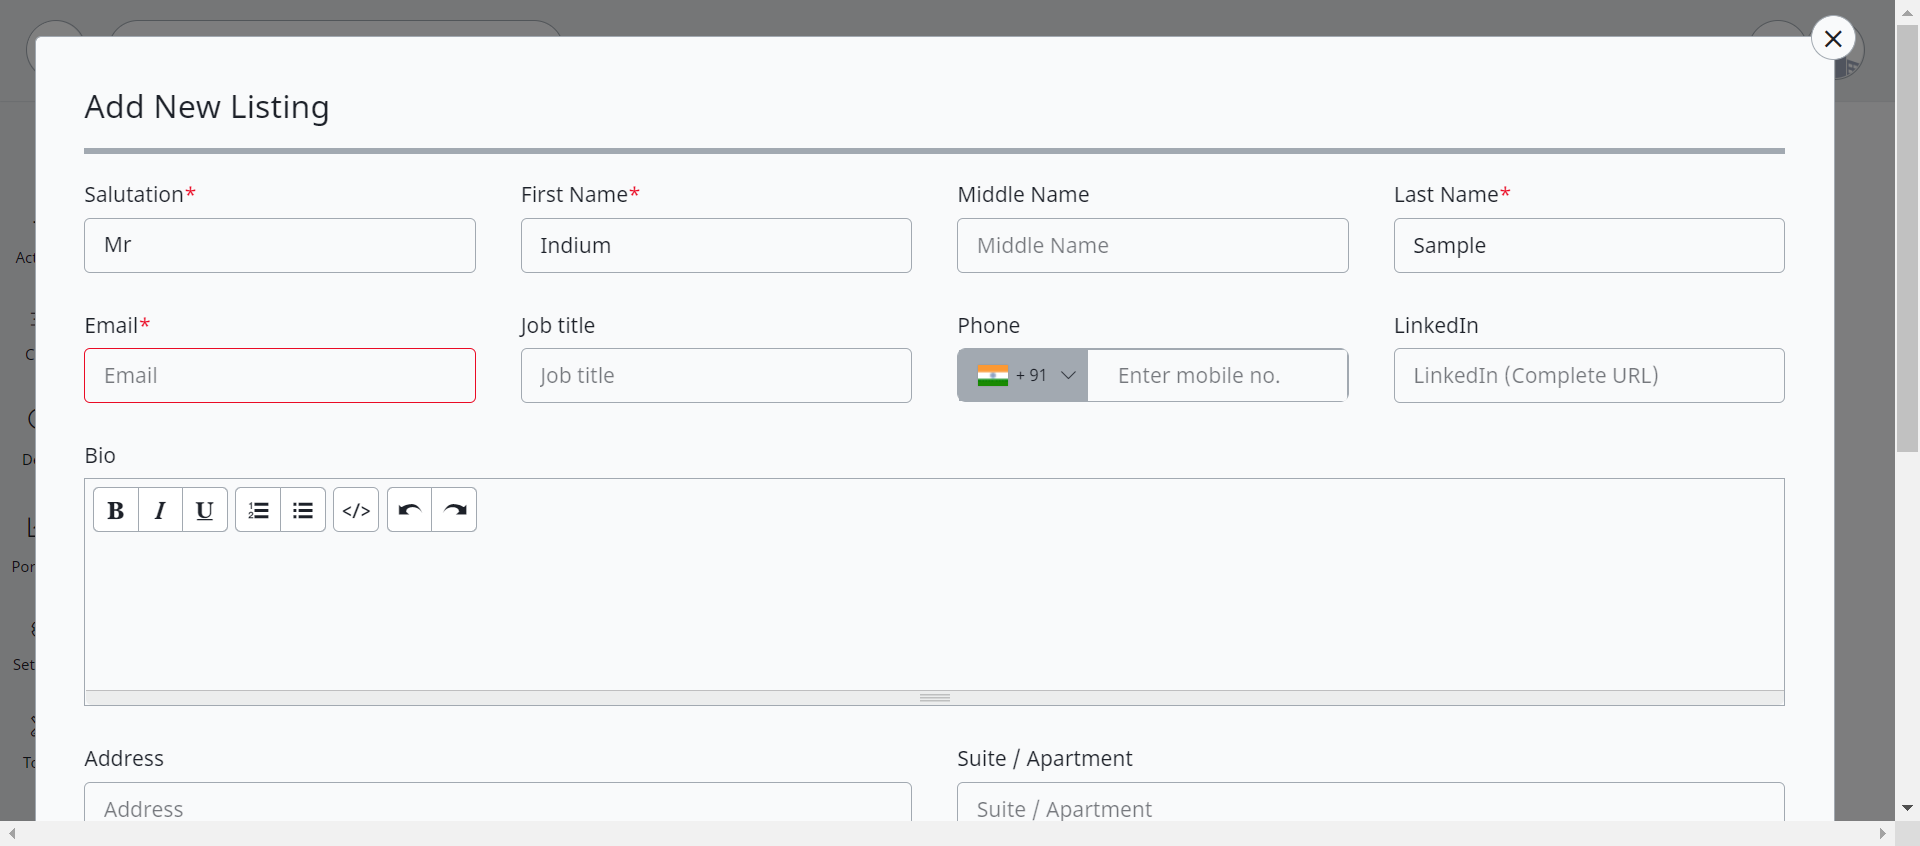 Add New Listing
Salutation* First Name* Middle Name Last Name*
Mr Indium Middle Name Sample
Email* Job title Phone LinkedIn
Email Job title + 91 Enter mobile no. LinkedIn (Complete URL)
Bio
B I U </>
Address Suite / Apartment
Address Suite / Apartment